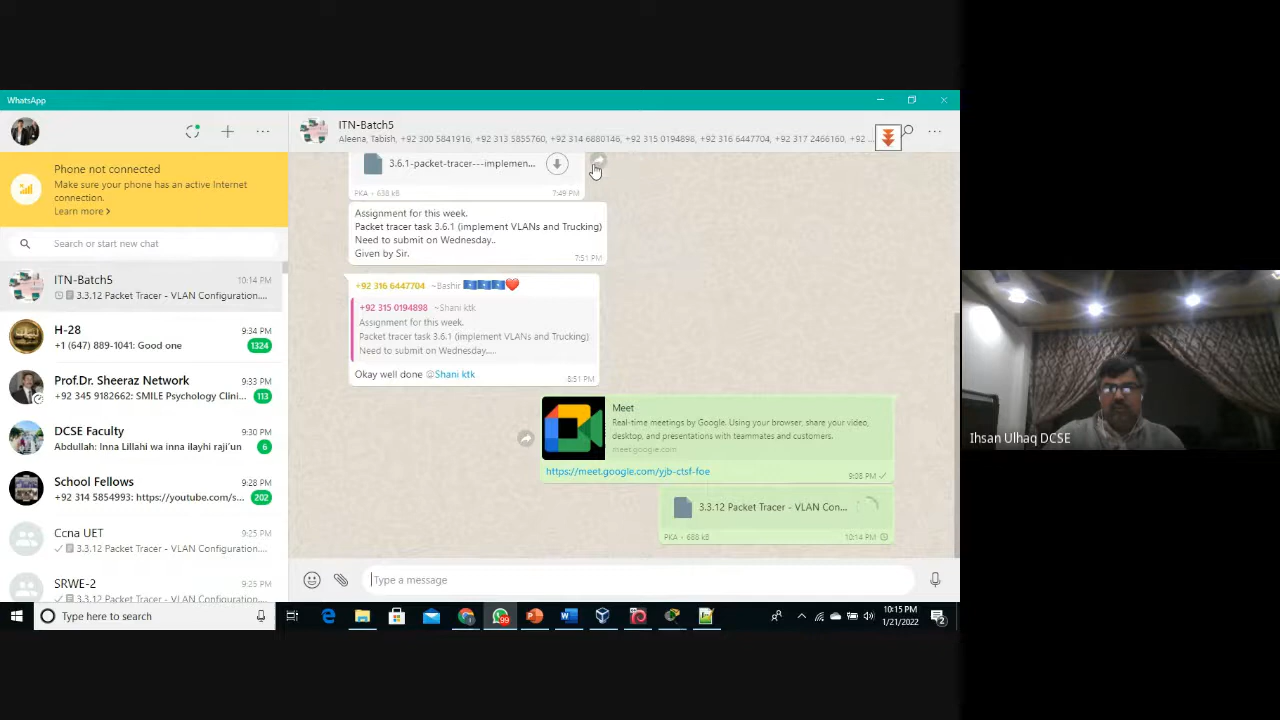 WhatsApp
Phone not connected
Make sure your phone has an active Internet
connection.
Learn more >
Search or start new chat
ITN-Batch5
10:14 PM
3.3.12 Packet Tracer - VLAN Configuration....
H-28
9:34 PM
+1 (647) 889-1041: Good one
1324
Prof.Dr. Sheeraz Network
9:33 PM
+92 345 9182662: SMILE Psychology Clini...
113
DCSE Faculty
9:30 PM
Abdullah: Inna Lillahi wa inna ilayhi raji'un
6
School Fellows
9:28 PM
+92 314 5854993: https://youtube.com/s...
202
Ccna UET
9:25 PM
3.3.12 Packet Tracer - VLAN Configuration....
SRWE-2
9:25 PM
3.3.12 Packet Tracer - VLAN Configuration....
ITN-Batch5
Aleena, Tabish, +92 300 5841916, +92 313 5855760, +92 314 6880146, +92 315 0194898, +92 316 6447704, +92 317 2466160, +92 ...
3.6.1-packet-tracer---implemen...
PKA • 638 kB
7:49 PM
Assignment for this week.
Packet tracer task 3.6.1 (implement VLANs and Trucking)
Need to submit on Wednesday..
Given by Sir.
7:51 PM
+92 316 6447704 ~Bashir
+92 315 0194898 ~Shani ktk
Assignment for this week.
Packet tracer task 3.6.1 (implement VLANs and Trucking)
Need to submit on Wednesday.....
Okay well done @Shani ktk
8:51 PM
Meet
Real-time meetings by Google. Using your browser, share your video,
desktop, and presentations with teammates and customers.
meet.google.com
https://meet.google.com/yjb-ctsf-foe
9:08 PM
3.3.12 Packet Tracer - VLAN Con...
PKA • 688 kB
10:14 PM
Type a message
Type here to search
99
10:15 PM
1/21/2022
2
Ihsan Ulhaq DCSE